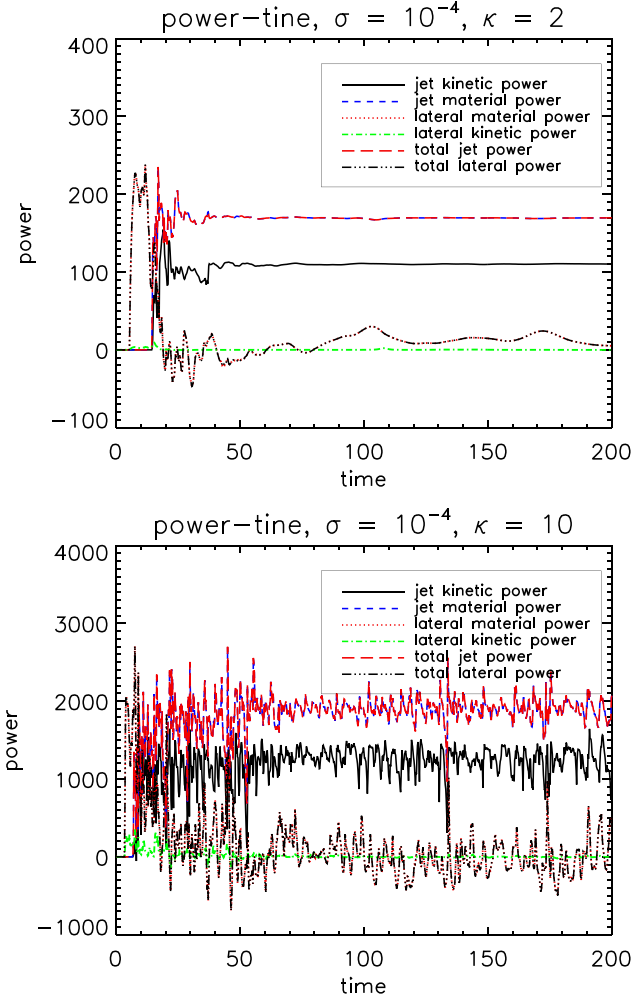 power-tine, σ = 10⁻⁴, κ = 2
400
300
200
100
0
-100
power
jet kinetic power
jet material power
lateral material power
lateral kinetic power
total jet power
total lateral power
0 50 100 150 200
time
power-tine, σ = 10⁻⁴, κ = 10
4000
3000
2000
1000
0
-1000
power
jet kinetic power
jet material power
lateral material power
lateral kinetic power
total jet power
total lateral power
0 50 100 150 200
time